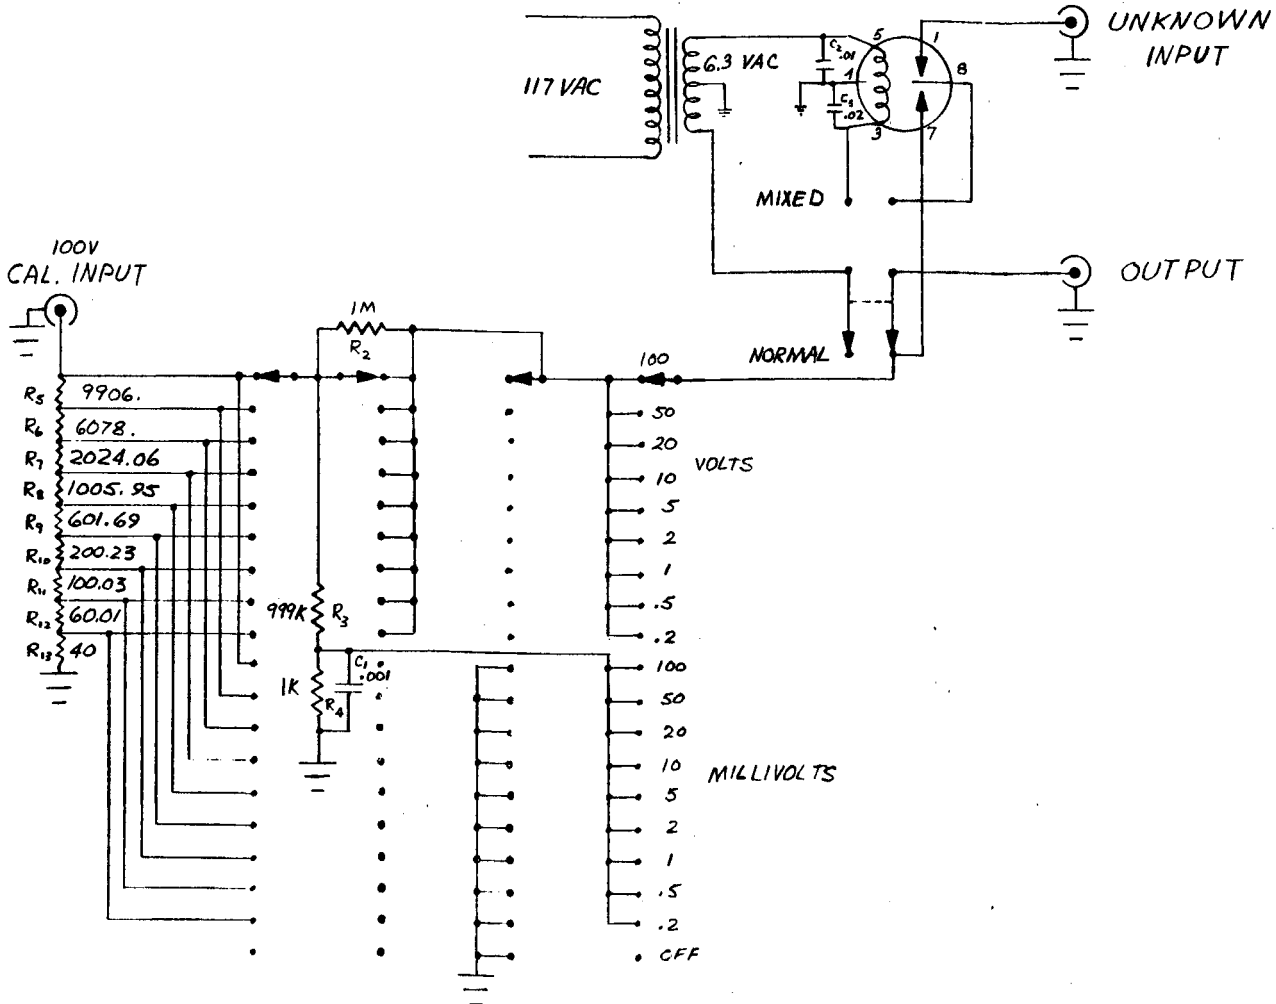 UNKNOWN
INPUT
117 VAC
6.3 VAC
C2
.01
5
1
4
8
C3
.02
3
7
MIXED
100V
CAL. INPUT
OUTPUT
1M
R2
NORMAL
100
R5 9906.
50
R6 6078.
20
VOLTS
R7 2024.06
10
R8 1005.95
5
R9 601.69
2
R10 200.23
1
R11 100.03
.5
999K R3
R12 60.01
.2
R13 40
100
C1
.001
1K
R4
50
20
10
MILLIVOLTS
5
2
1
.5
.2
OFF